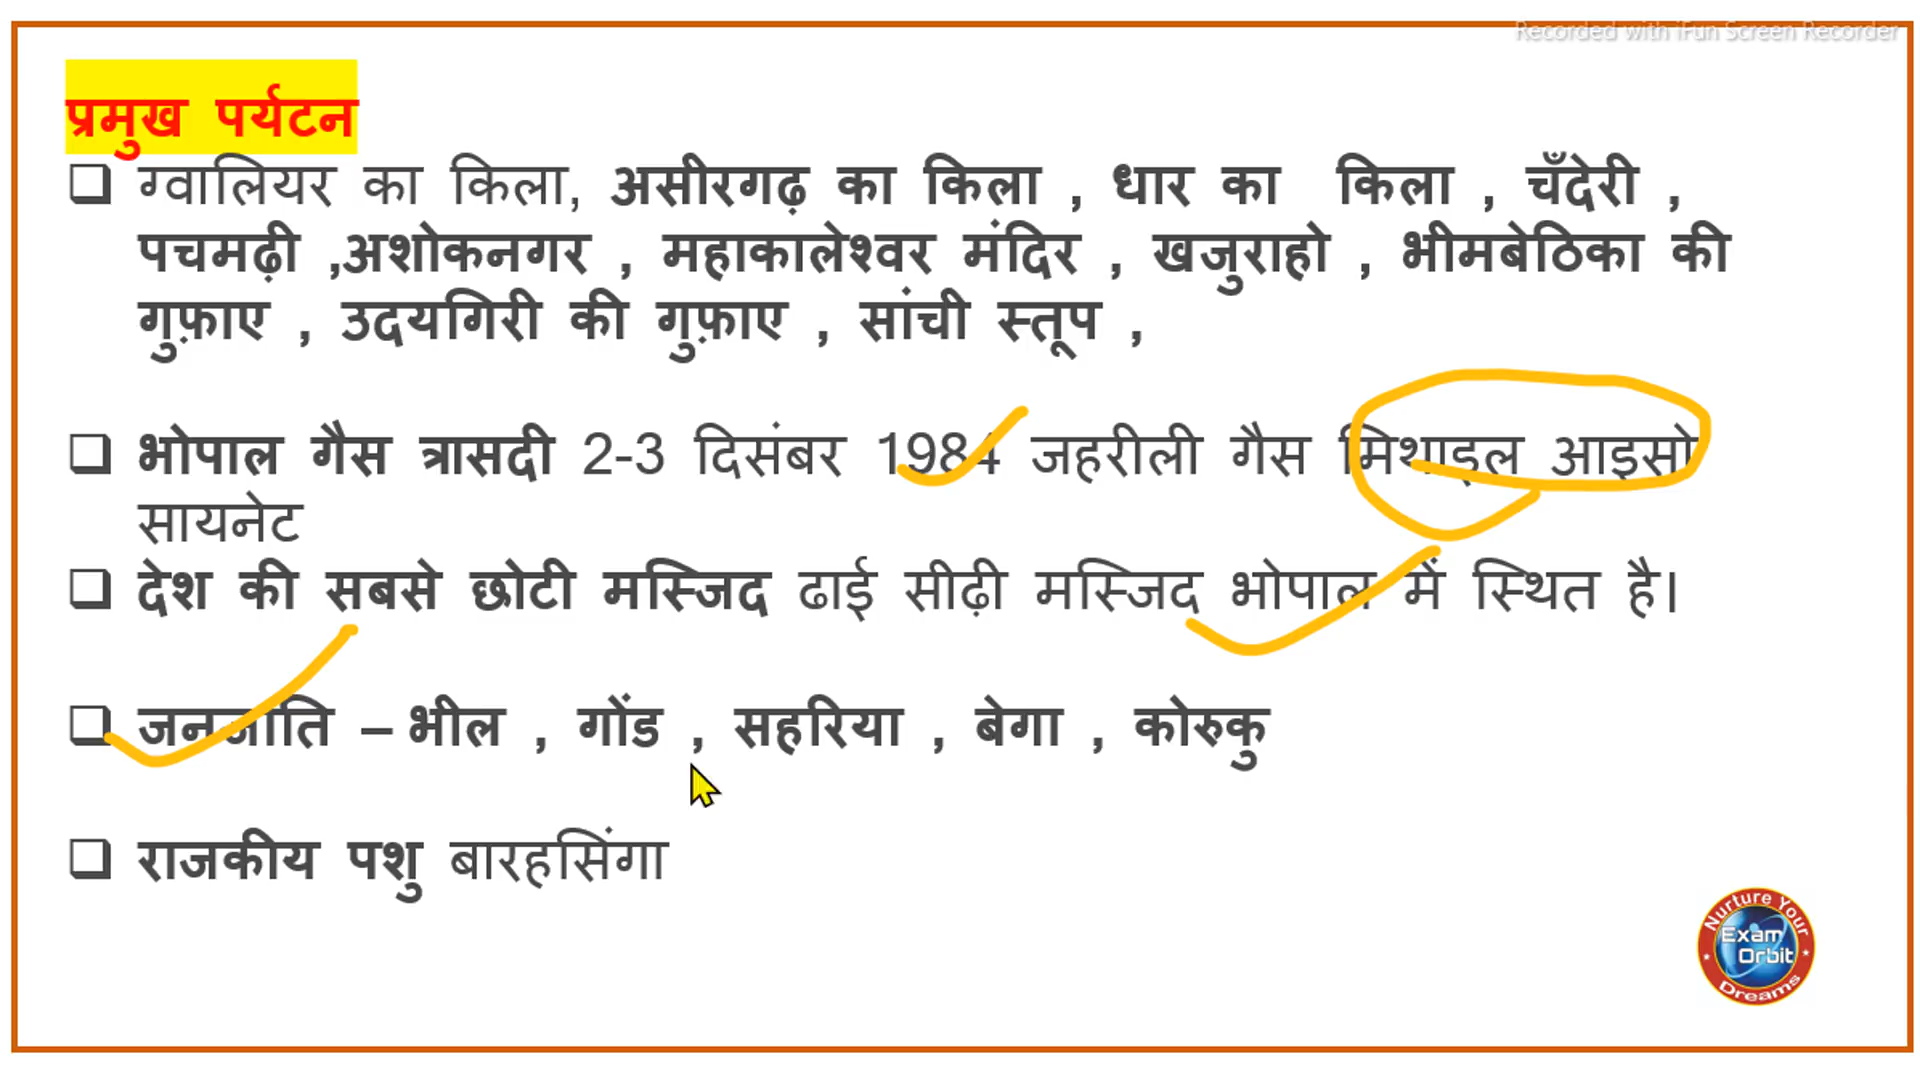 Recorded with iFun Screen Recorder
प्रमुख पर्यटन
ग्वालियर का किला, असीरगढ़ का किला , धार का किला , चँदेरी ,
पचमढ़ी ,अशोकनगर , महाकालेश्वर मंदिर , खजुराहो , भीमबेठिका की
गुफ़ाए , उदयगिरी की गुफ़ाए , सांची स्तूप ,
भोपाल गैस त्रासदी 2-3 दिसंबर 1984 जहरीली गैस मिथाइल आइसो
सायनेट
देश की सबसे छोटी मस्जिद ढाई सीढ़ी मस्जिद भोपाल में स्थित है।
जनजाति – भील , गोंड , सहरिया , बेगा , कोरुकु
राजकीय पशु बारहसिंगा
Nurture Your
Exam
Orbit
Dreams